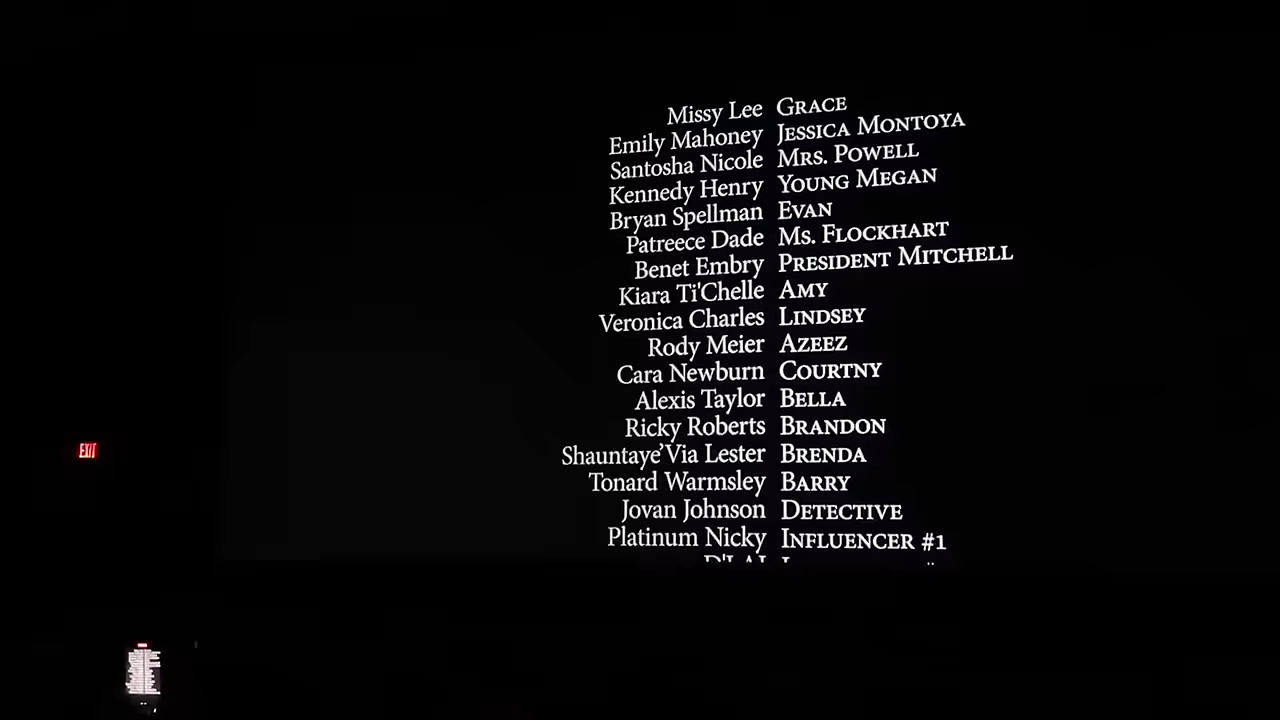 Missy Lee GRACE
Emily Mahoney JESSICA MONTOYA
Santosha Nicole MRS. POWELL
Kennedy Henry YOUNG MEGAN
Bryan Spellman EVAN
Patreece Dade MS. FLOCKHART
Benet Embry PRESIDENT MITCHELL
Kiara Ti'Chelle AMY
Veronica Charles LINDSEY
Rody Meier AZEEZ
Cara Newburn COURTNY
Alexis Taylor BELLA
Ricky Roberts BRANDON
Shauntaye'Via Lester BRENDA
Tonard Warmsley BARRY
Jovan Johnson DETECTIVE
Platinum Nicky INFLUENCER #1
EXIT